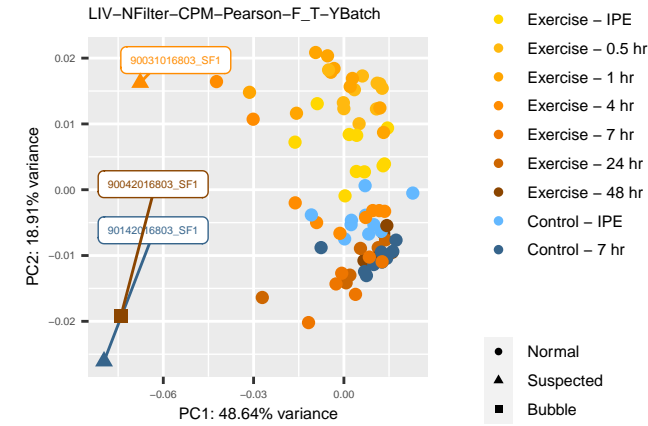 LIV−NFilter−CPM−Pearson−F_T−YBatch
90031016803_SF1
90042016803_SF1
90142016803_SF1
0.02
0.01
0.00
−0.01
−0.02
PC2: 18.91% variance
−0.06
−0.03
0.00
PC1: 48.64% variance
Exercise − IPE
Exercise − 0.5 hr
Exercise − 1 hr
Exercise − 4 hr
Exercise − 7 hr
Exercise − 24 hr
Exercise − 48 hr
Control − IPE
Control − 7 hr
Normal
Suspected
Bubble